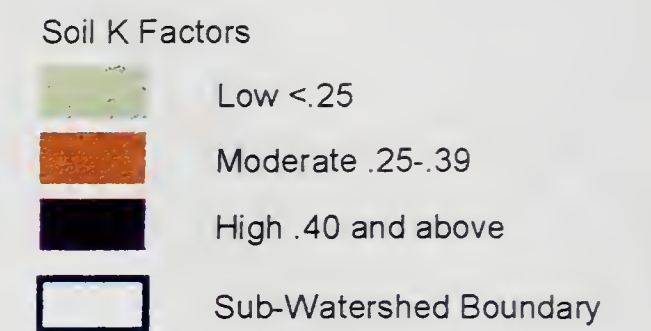 Soil K Factors
Low <.25
Moderate .25-.39
High .40 and above
Sub-Watershed Boundary